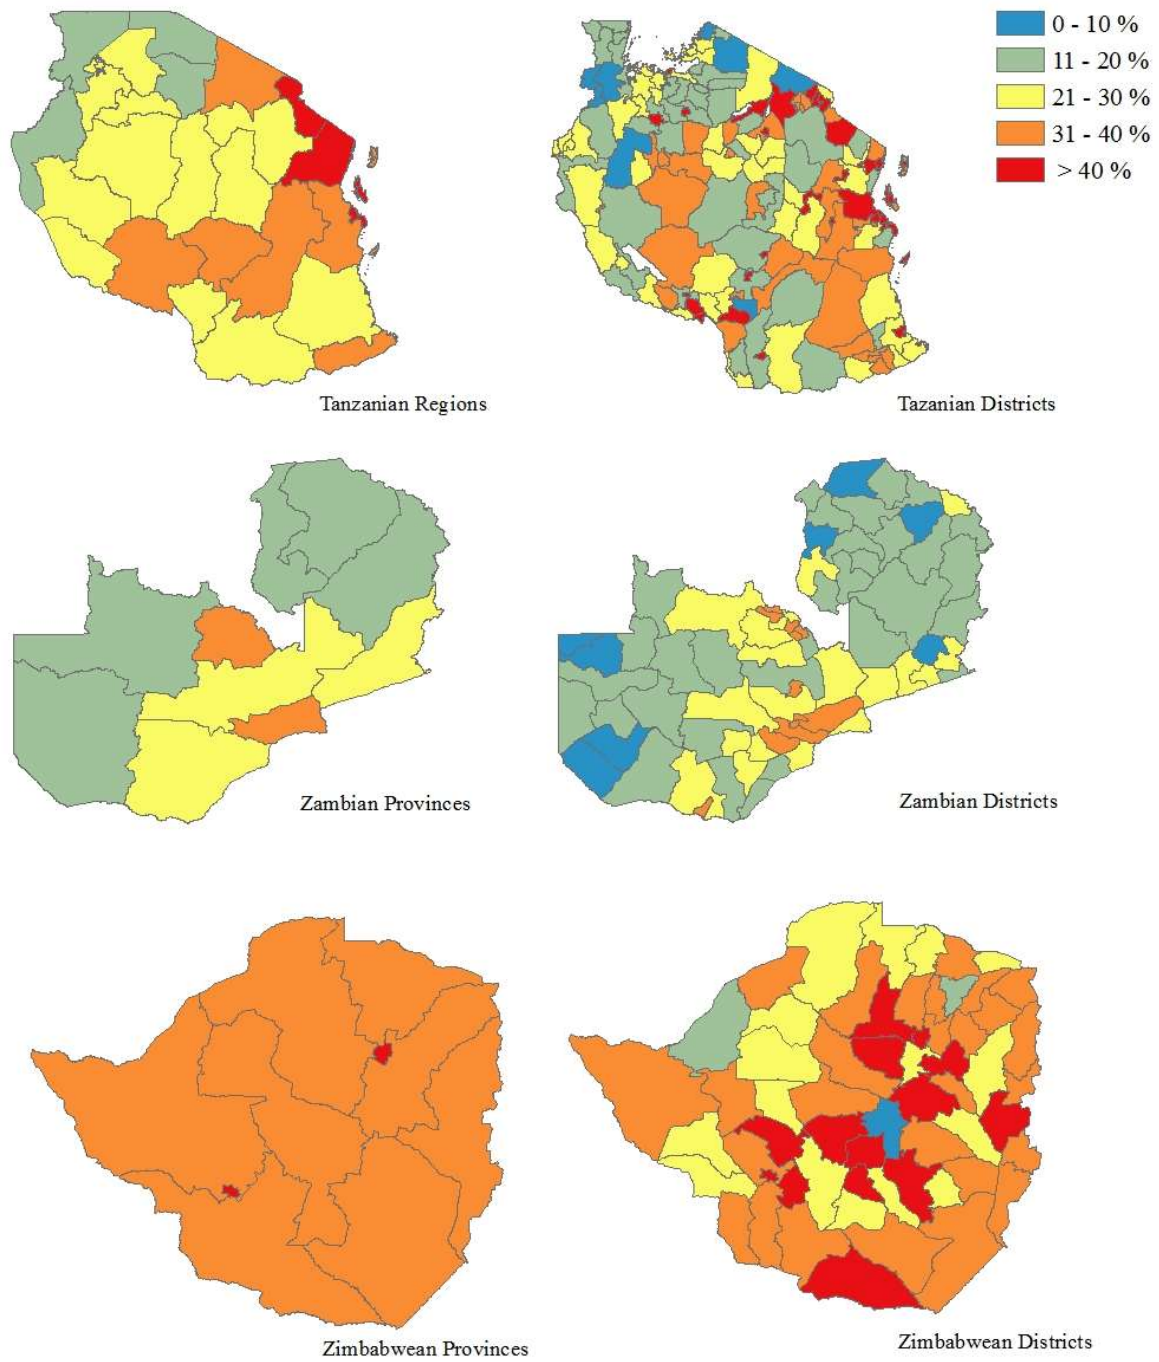 0 - 10 %
11 - 20 %
21 - 30 %
31 - 40 %
> 40 %
Tanzanian Regions
Tazanian Districts
Zambian Provinces
Zambian Districts
Zimbabwean Provinces
Zimbabwean Districts